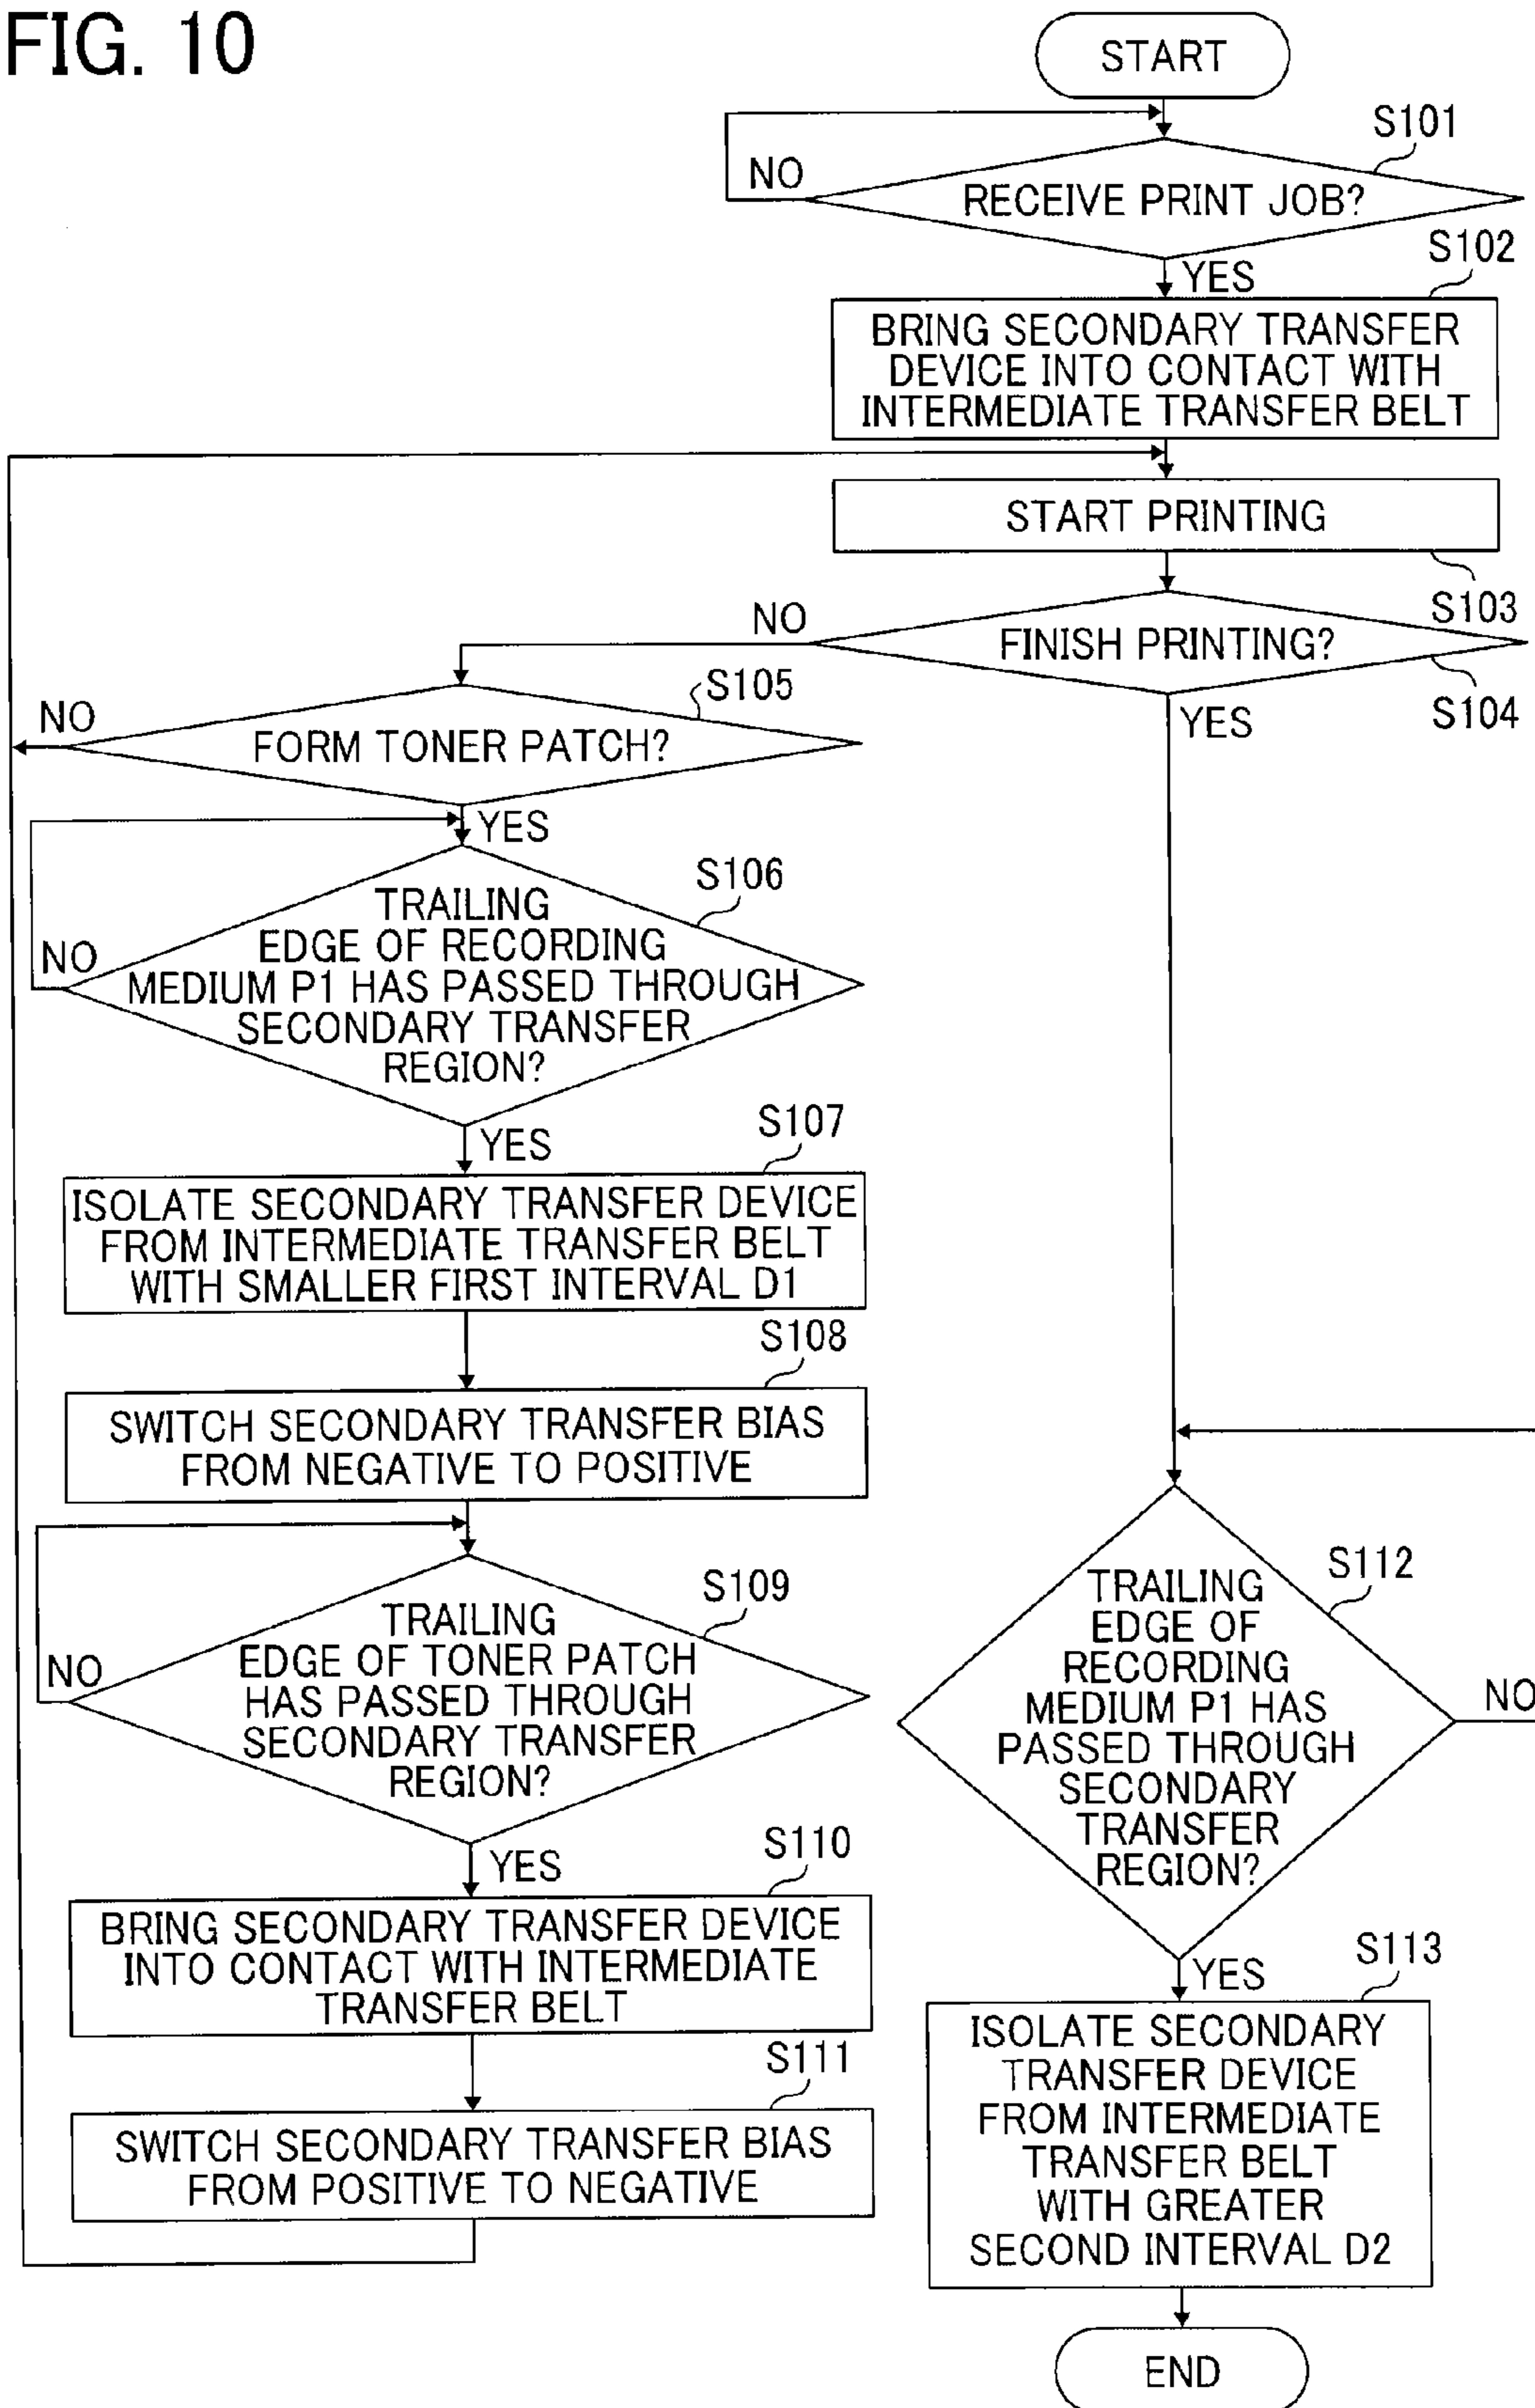 FIG. 10
START
S101
NO
RECEIVE PRINT JOB?
S102
YES
BRING SECONDARY TRANSFER
DEVICE INTO CONTACT WITH
INTERMEDIATE TRANSFER BELT
START PRINTING
S103
NO
FINISH PRINTING?
S104
YES
S105
NO
FORM TONER PATCH?
YES
S106
TRAILING
EDGE OF RECORDING
MEDIUM P1 HAS PASSED THROUGH
SECONDARY TRANSFER
REGION?
NO
YES
S107
ISOLATE SECONDARY TRANSFER DEVICE
FROM INTERMEDIATE TRANSFER BELT
WITH SMALLER FIRST INTERVAL D1
S108
SWITCH SECONDARY TRANSFER BIAS
FROM NEGATIVE TO POSITIVE
S109
TRAILING
EDGE OF TONER PATCH
HAS PASSED THROUGH
SECONDARY TRANSFER
REGION?
NO
YES
S110
BRING SECONDARY TRANSFER DEVICE
INTO CONTACT WITH INTERMEDIATE
TRANSFER BELT
S111
SWITCH SECONDARY TRANSFER BIAS
FROM POSITIVE TO NEGATIVE
S112
TRAILING
EDGE OF
RECORDING
MEDIUM P1 HAS
PASSED THROUGH
SECONDARY
TRANSFER
REGION?
NO
YES
S113
ISOLATE SECONDARY
TRANSFER DEVICE
FROM INTERMEDIATE
TRANSFER BELT
WITH GREATER
SECOND INTERVAL D2
END